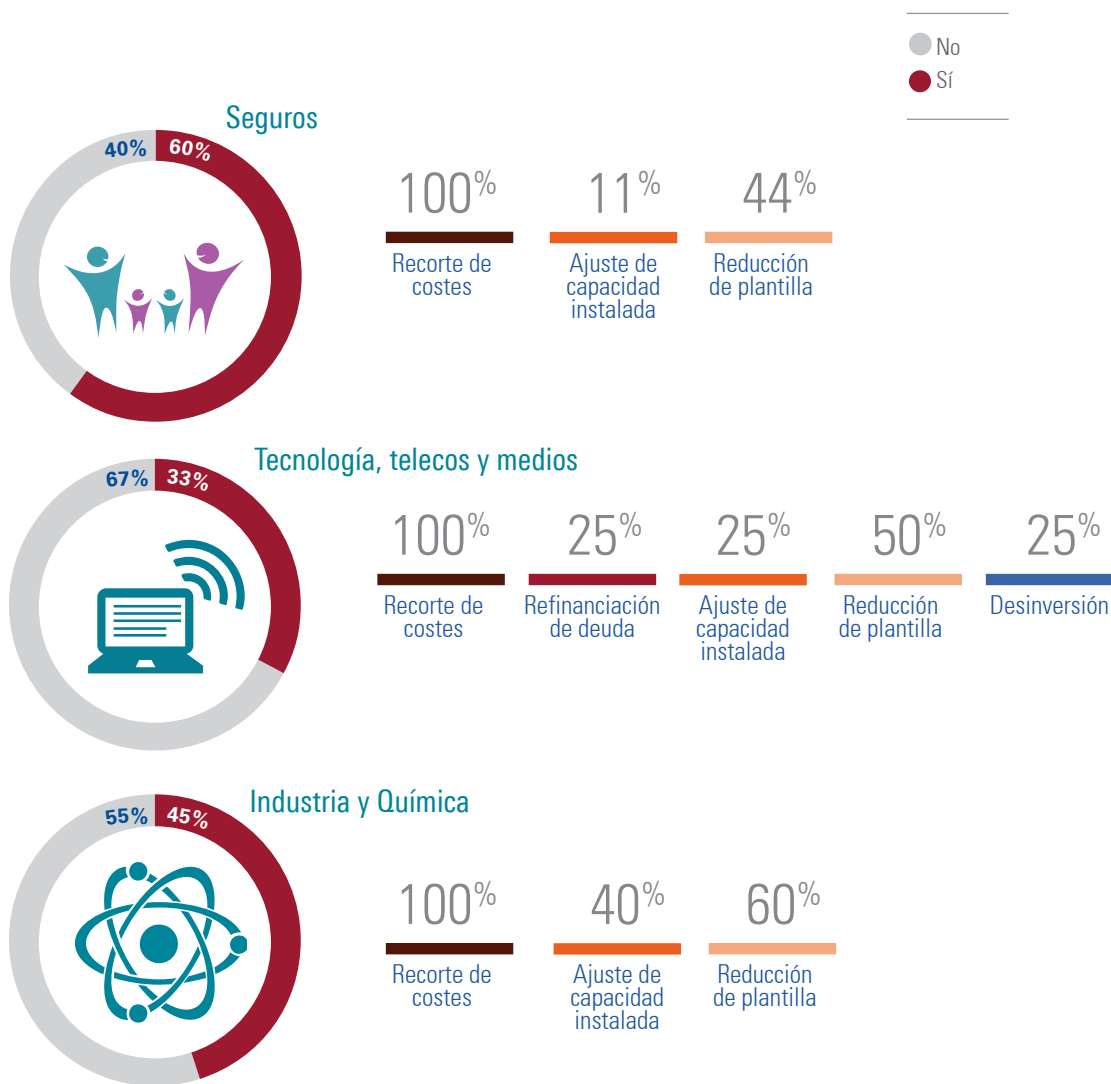 No
Sí
Seguros
40% 60%
100% 11% 44%
Recorte de
costes
Ajuste de
capacidad
instalada
Reducción
de plantilla
Tecnología, telecos y medios
67% 33%
100% 25% 25% 50% 25%
Recorte de
costes
Refinanciación
de deuda
Ajuste de
capacidad
instalada
Reducción
de plantilla
Desinversión
Industria y Química
55% 45%
100% 40% 60%
Recorte de
costes
Ajuste de
capacidad
instalada
Reducción
de plantilla